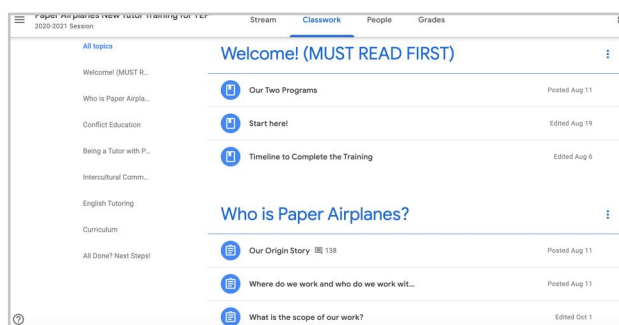 Paper Airplanes New Tutor Training for YEP
2020-2021 Session
Stream
Classwork
People
Grades
All topics
Welcome! (MUST R...
Who is Paper Airpla...
Conflict Education
Being a Tutor with P...
Intercultural Comm...
English Tutoring
Curriculum
All Done? Next Steps!
Welcome! (MUST READ FIRST)
Our Two Programs
Posted Aug 11
Start here!
Edited Aug 19
Timeline to Complete the Training
Edited Aug 6
Who is Paper Airplanes?
Our Origin Story 138
Posted Aug 11
Where do we work and who do we work wit...
Posted Aug 11
What is the scope of our work?
Edited Oct 1